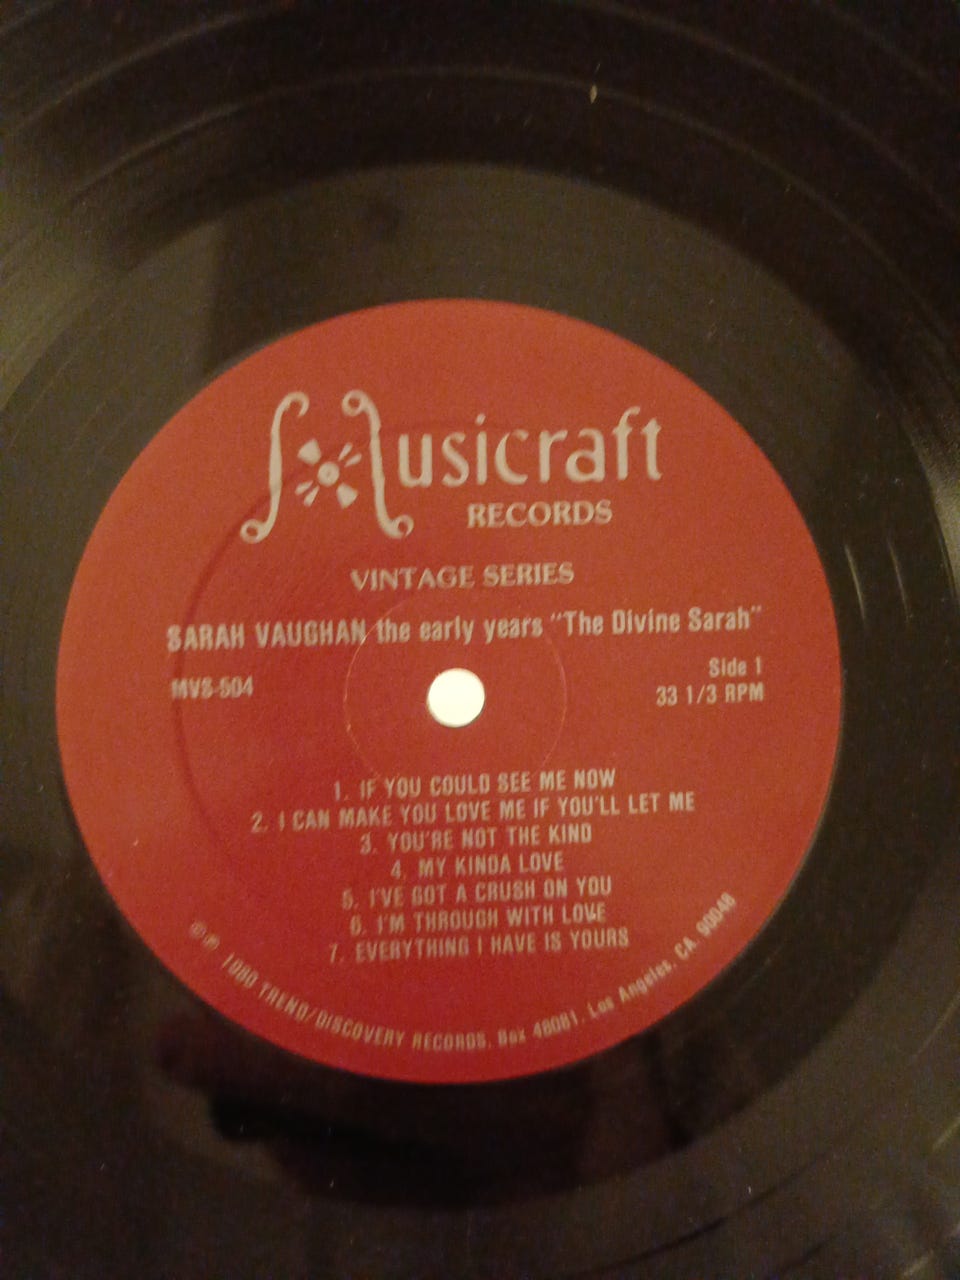 Musicraft
RECORDS
VINTAGE SERIES
SARAH VAUGHAN the early years "The Divine Sarah"
MVS-504
Side 1
33 1/3 RPM
1. IF YOU COULD SEE ME NOW
2. I CAN MAKE YOU LOVE ME IF YOU'LL LET ME
3. YOU'RE NOT THE KIND
4. MY KINDA LOVE
5. I'VE GOT A CRUSH ON YOU
6. I'M THROUGH WITH LOVE
7. EVERYTHING I HAVE IS YOURS
©℗ 1980 TREND/DISCOVERY RECORDS, Box 48081, Los Angeles, CA. 90048